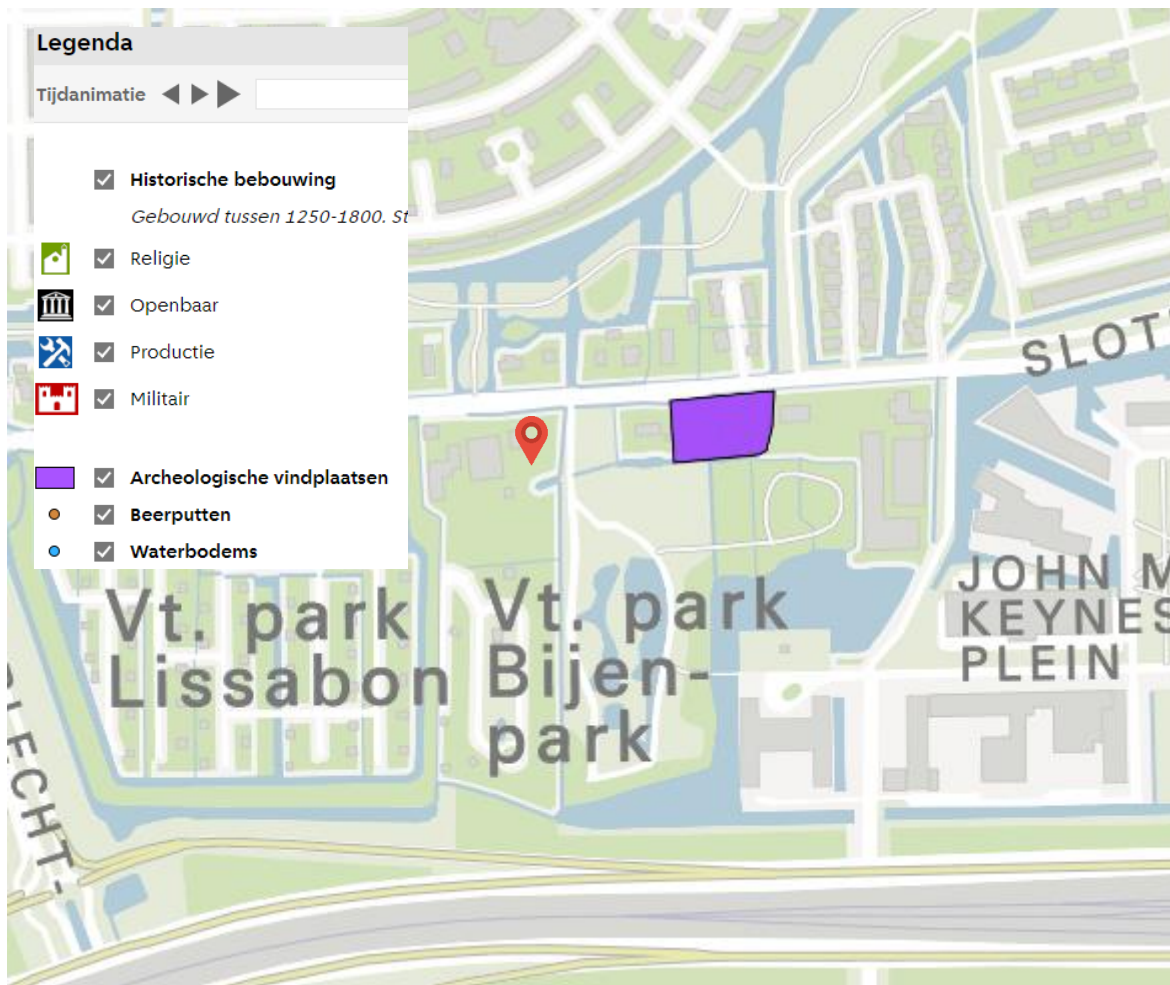 Legenda
Tijdanimatie
Historische bebouwing
Gebouwd tussen 1250-1800. St
Religie
Openbaar
Productie
Militair
Archeologische vindplaatsen
Beerputten
Waterbodems
SLOT
Vt. park
Lissabon
Vt. park
Bijen-
park
JOHN M
KEYNES
PLEIN
ECHT-